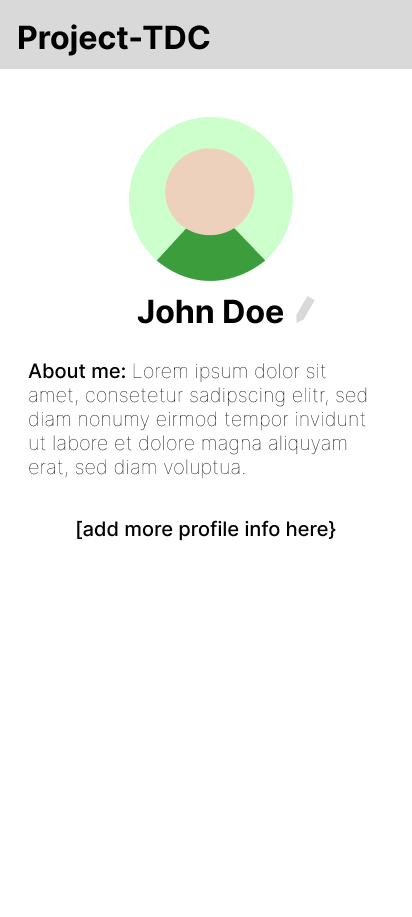 Project-TDC
John Doe
About me: Lorem ipsum dolor sit
amet, consetetur sadipscing elitr, sed
diam nonumy eirmod tempor invidunt
ut labore et dolore magna aliquyam
erat, sed diam voluptua.
[add more profile info here}